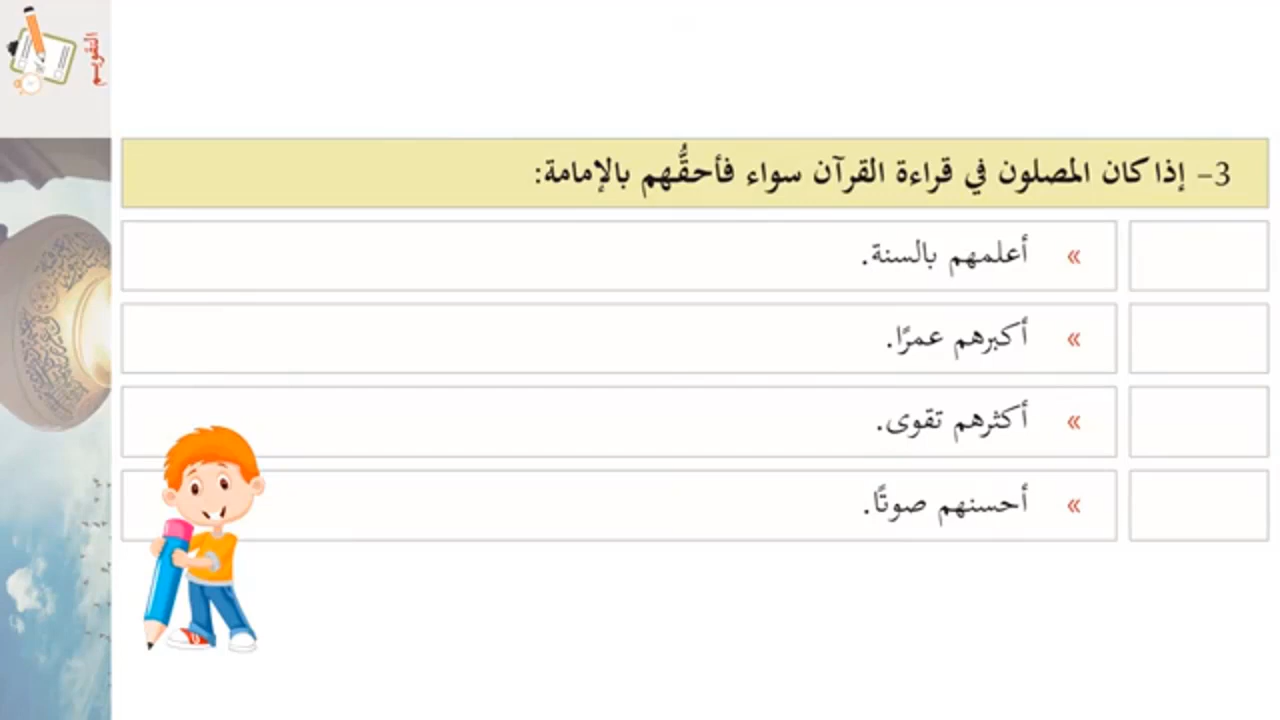 التقويم
3- إذا كان المصلون في قراءة القرآن سواء فأحقُّهم بالإمامة:
» أعلمهم بالسنة.
» أكبرهم عمرًا.
» أكثرهم تقوى.
» أحسنهم صوتًا.